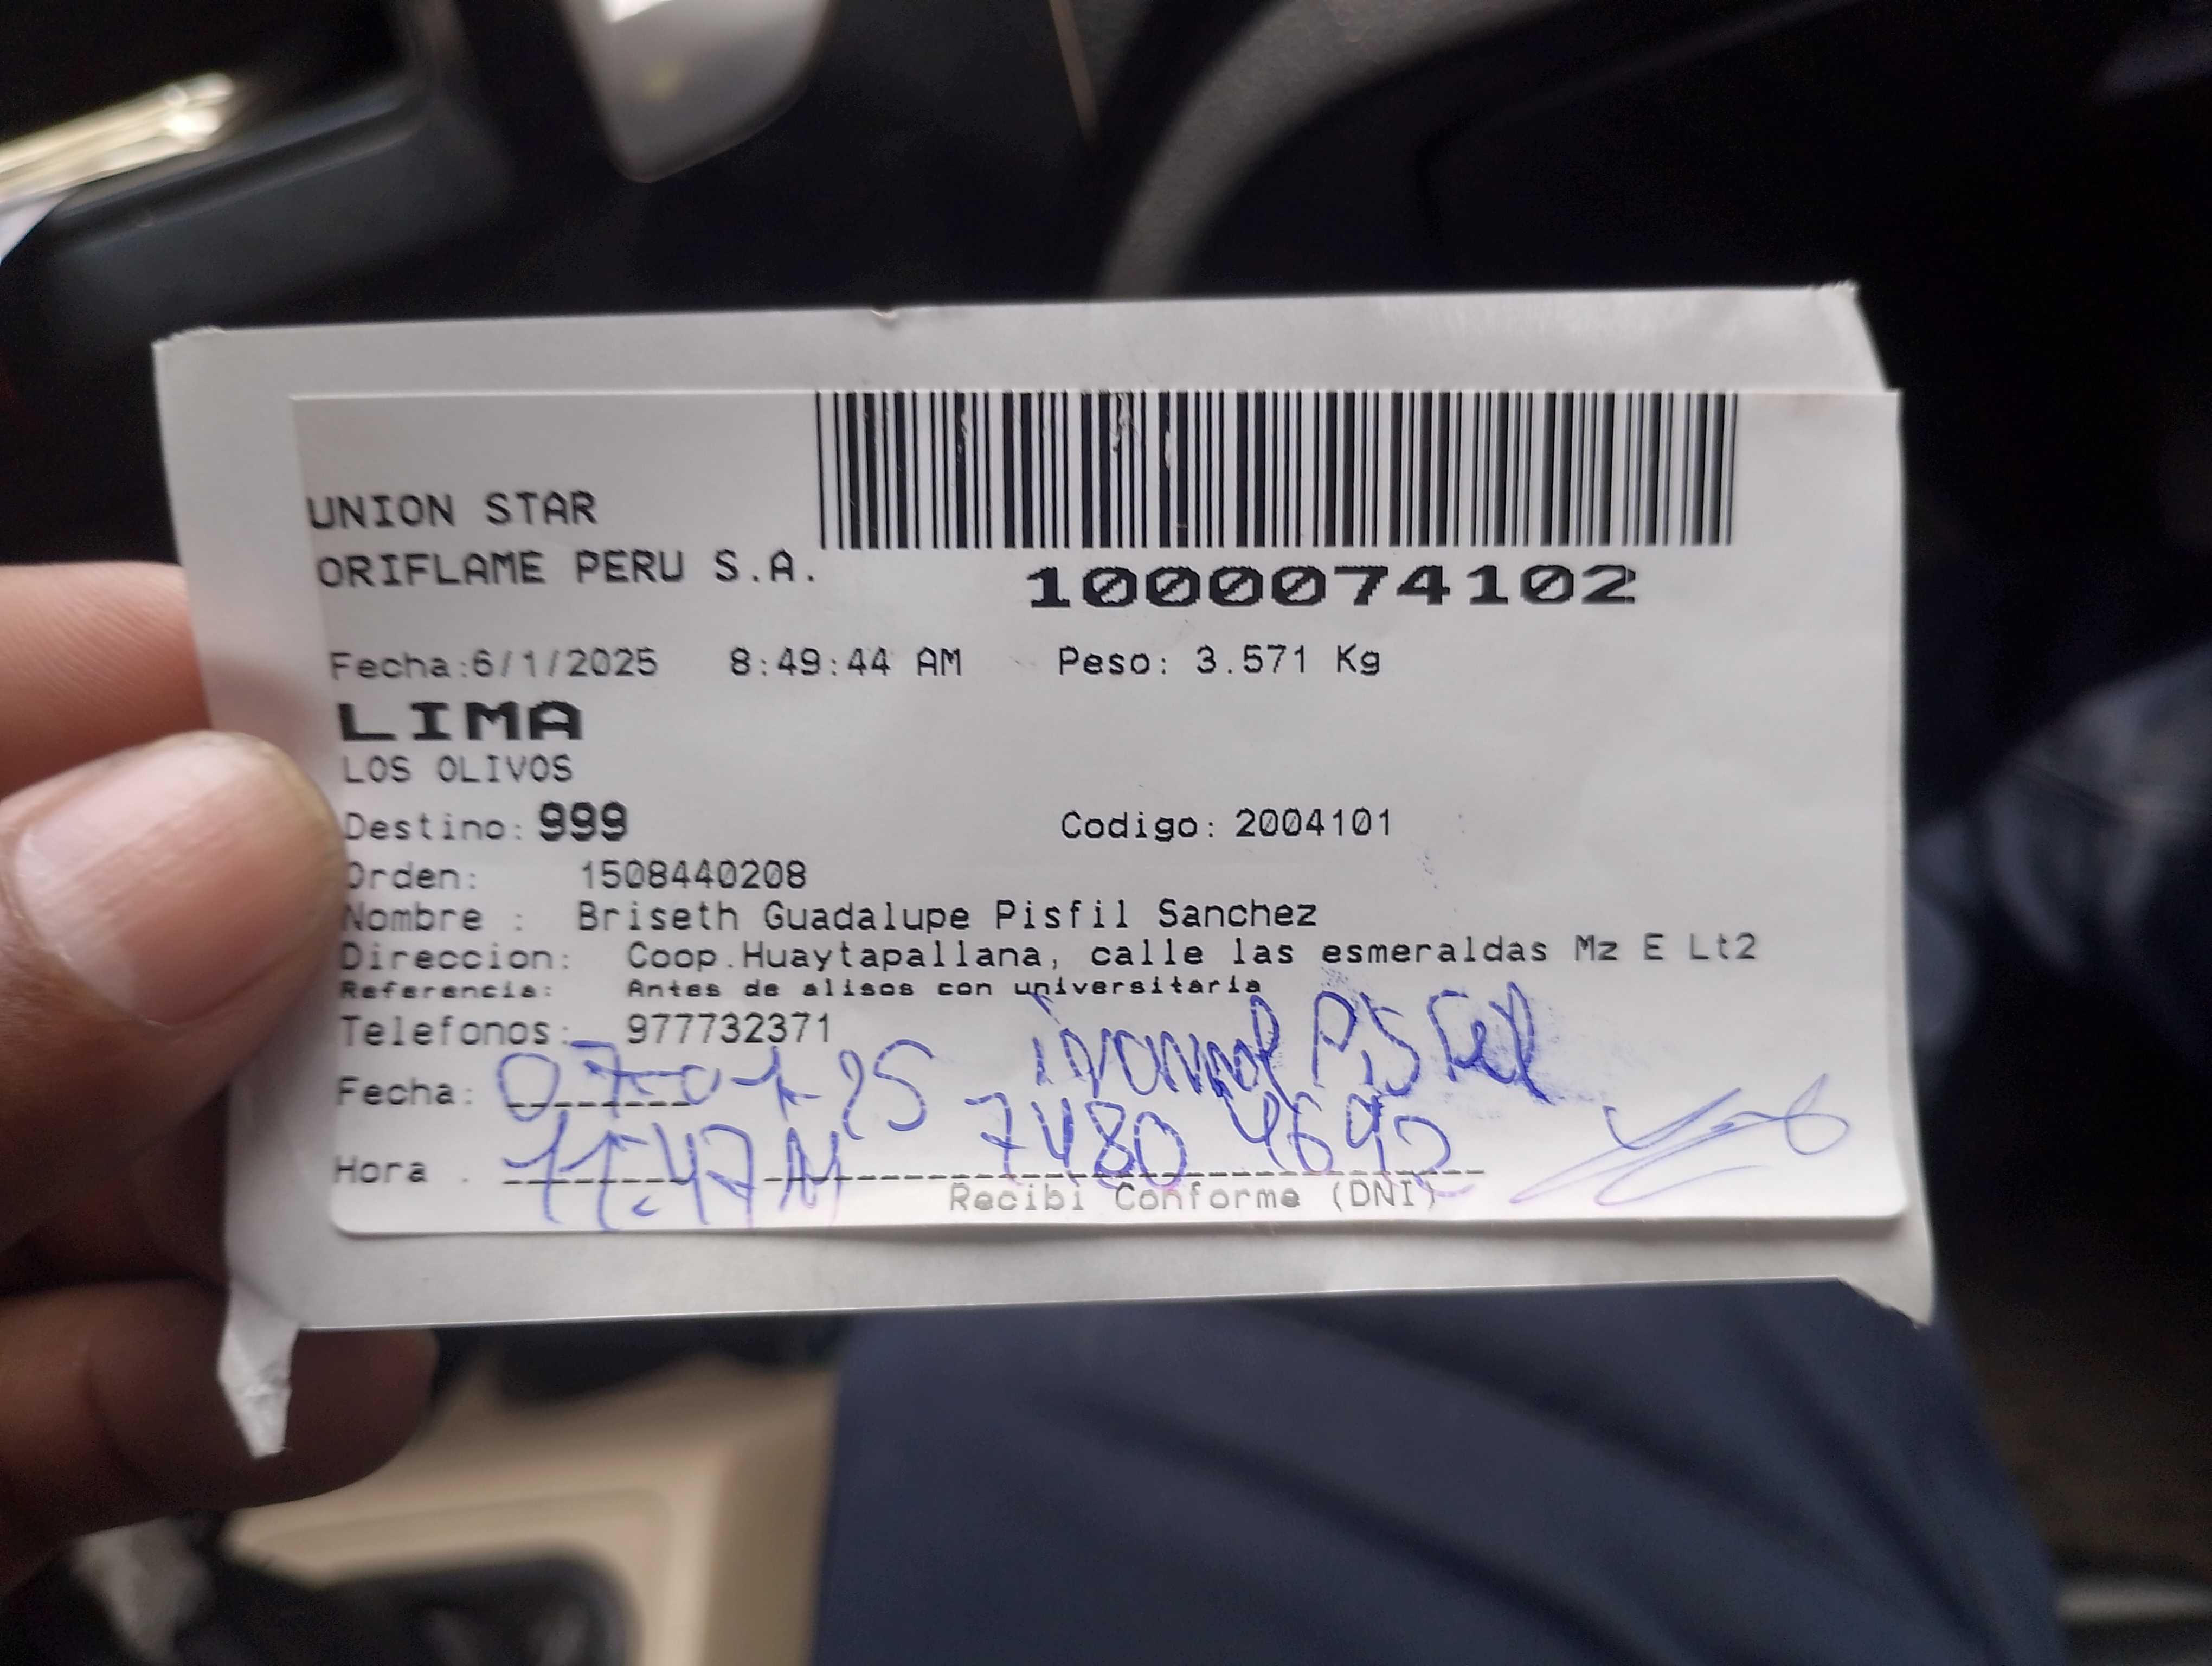 UNION STAR
ORIFLAME PERU S.A.
1000074102
Fecha:6/1/2025 8:49:44 AM Peso: 3.571 Kg
LIMA
LOS OLIVOS
Destino: 999 Codigo: 2004101
Orden: 1508440208
Nombre : Briseth Guadalupe Pisfil Sanchez
Direccion: Coop.Huaytapallana, calle las esmeraldas Mz E Lt2
Referencia: Antes de alisos con universitaria
Telefonos: 977732371
Fecha: 07-01-25
Hora : 11:47 74804692
Recibi Conforme (DNI)